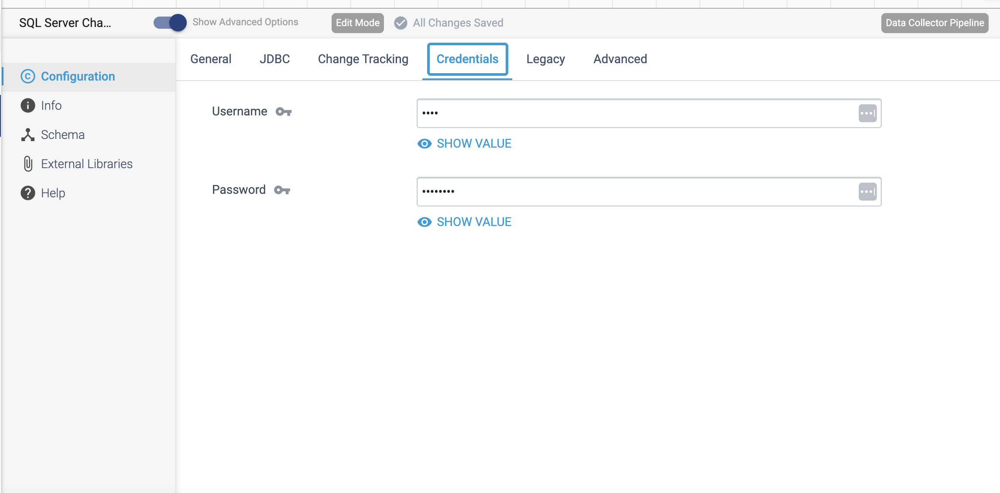 SQL Server Cha...
Show Advanced Options
Edit Mode
All Changes Saved
Data Collector Pipeline
General
JDBC
Change Tracking
Credentials
Legacy
Advanced
Configuration
Info
Schema
External Libraries
Help
Username
••••
SHOW VALUE
Password
••••••••
SHOW VALUE